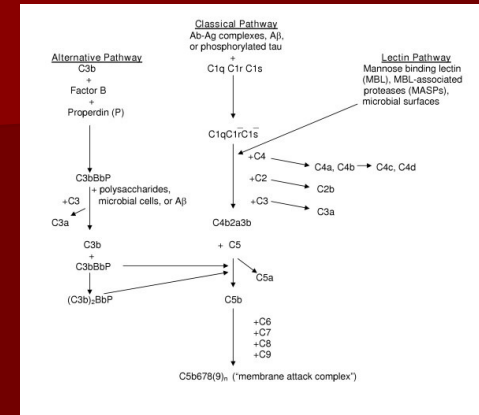 Classical Pathway
Ab-Ag complexes, Aβ,
or phosphorylated tau
+
C1q C1r C1s
Alternative Pathway
C3b
+
Factor B
+
Properdin (P)
Lectin Pathway
Mannose binding lectin
(MBL), MBL-associated
proteases (MASPs),
microbial surfaces
C1qC1r̅C1s̅
+C4
C4a, C4b
C4c, C4d
+C2
C2b
+C3
C3a
C3bBbP
+ polysaccharides,
microbial cells, or Aβ
+C3
C3a
C4b2a3b
C3b
+
C3bBbP
+ C5
C5a
(C3b)₂BbP
C5b
+C6
+C7
+C8
+C9
C5b678(9)ₙ ("membrane attack complex")